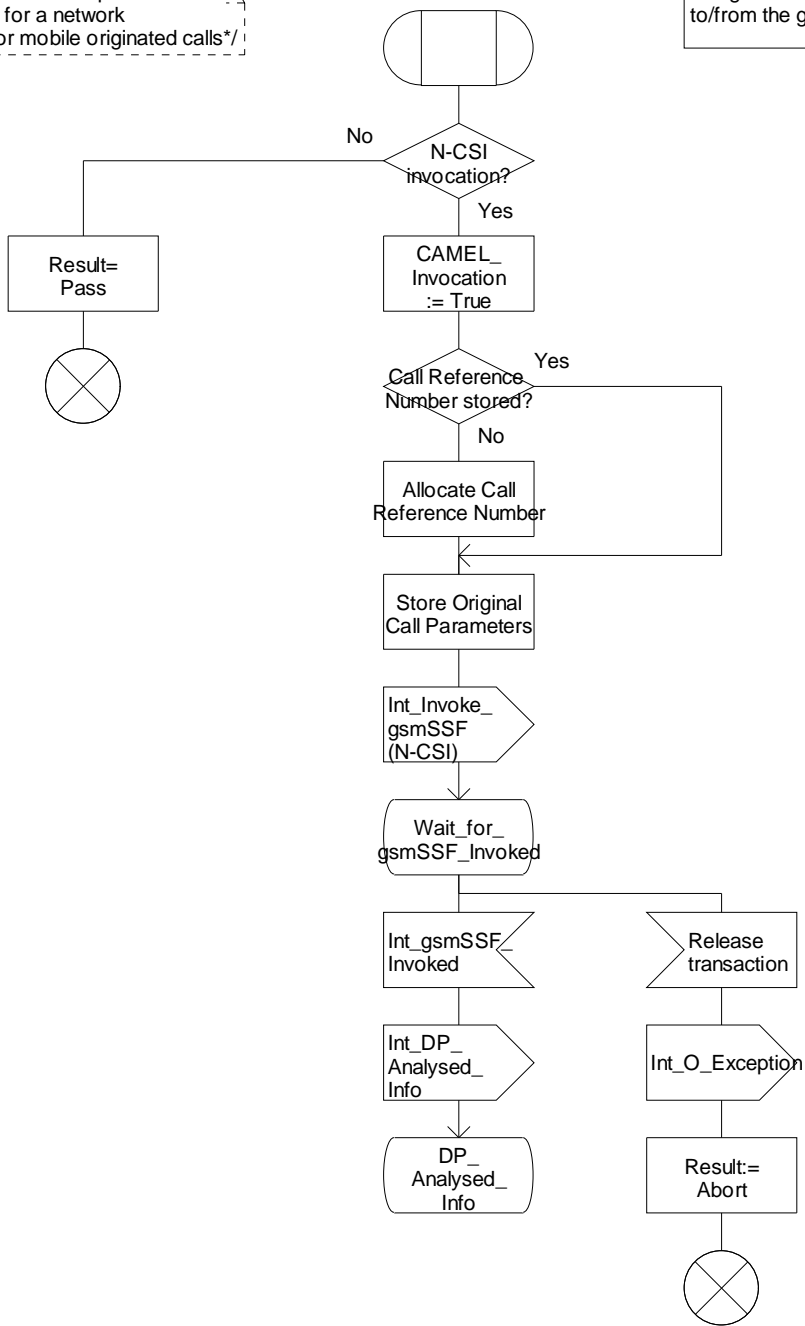 for a network
or mobile originated calls*/
to/from the g
No
N-CSI
invocation?
Yes
Result=
Pass
CAMEL_
Invocation
:= True
Call Reference
Number stored?
Yes
No
Allocate Call
Reference Number
Store Original
Call Parameters
Int_Invoke_
gsmSSF
(N-CSI)
Wait_for_
gsmSSF_Invoked
Int_gsmSSF_
Invoked
Release
transaction
Int_DP_
Analysed_
Info
Int_O_Exception
DP_
Analysed_
Info
Result:=
Abort